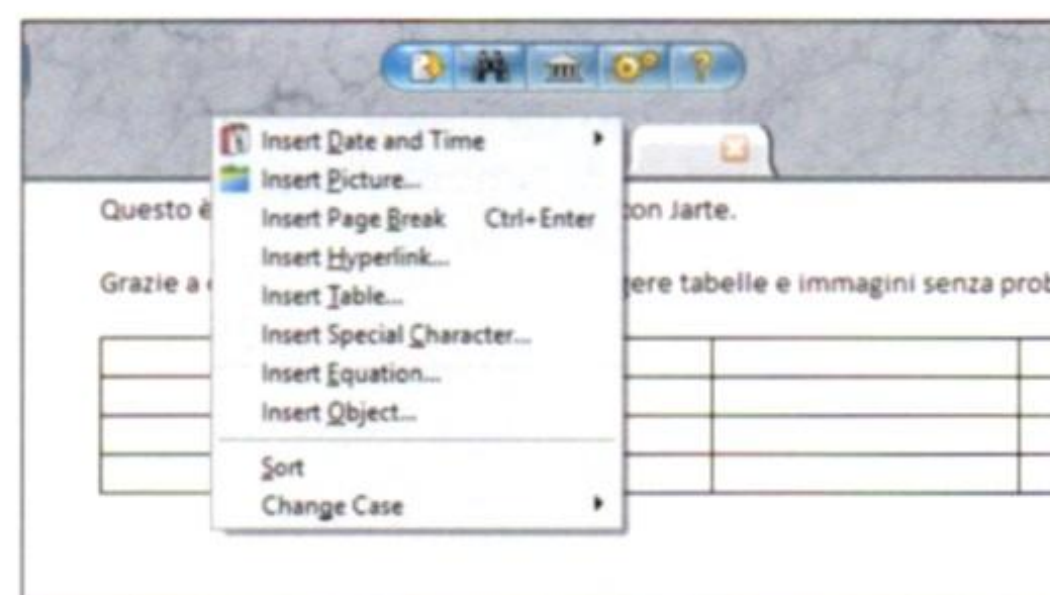 Insert Date and Time
Insert Picture...
Questo è
Insert Page Break Ctrl+Enter
con Jarte.
Insert Hyperlink...
Grazie a
ere tabelle e immagini senza prob
Insert Table...
Insert Special Character...
Insert Equation...
Insert Object...
Sort
Change Case